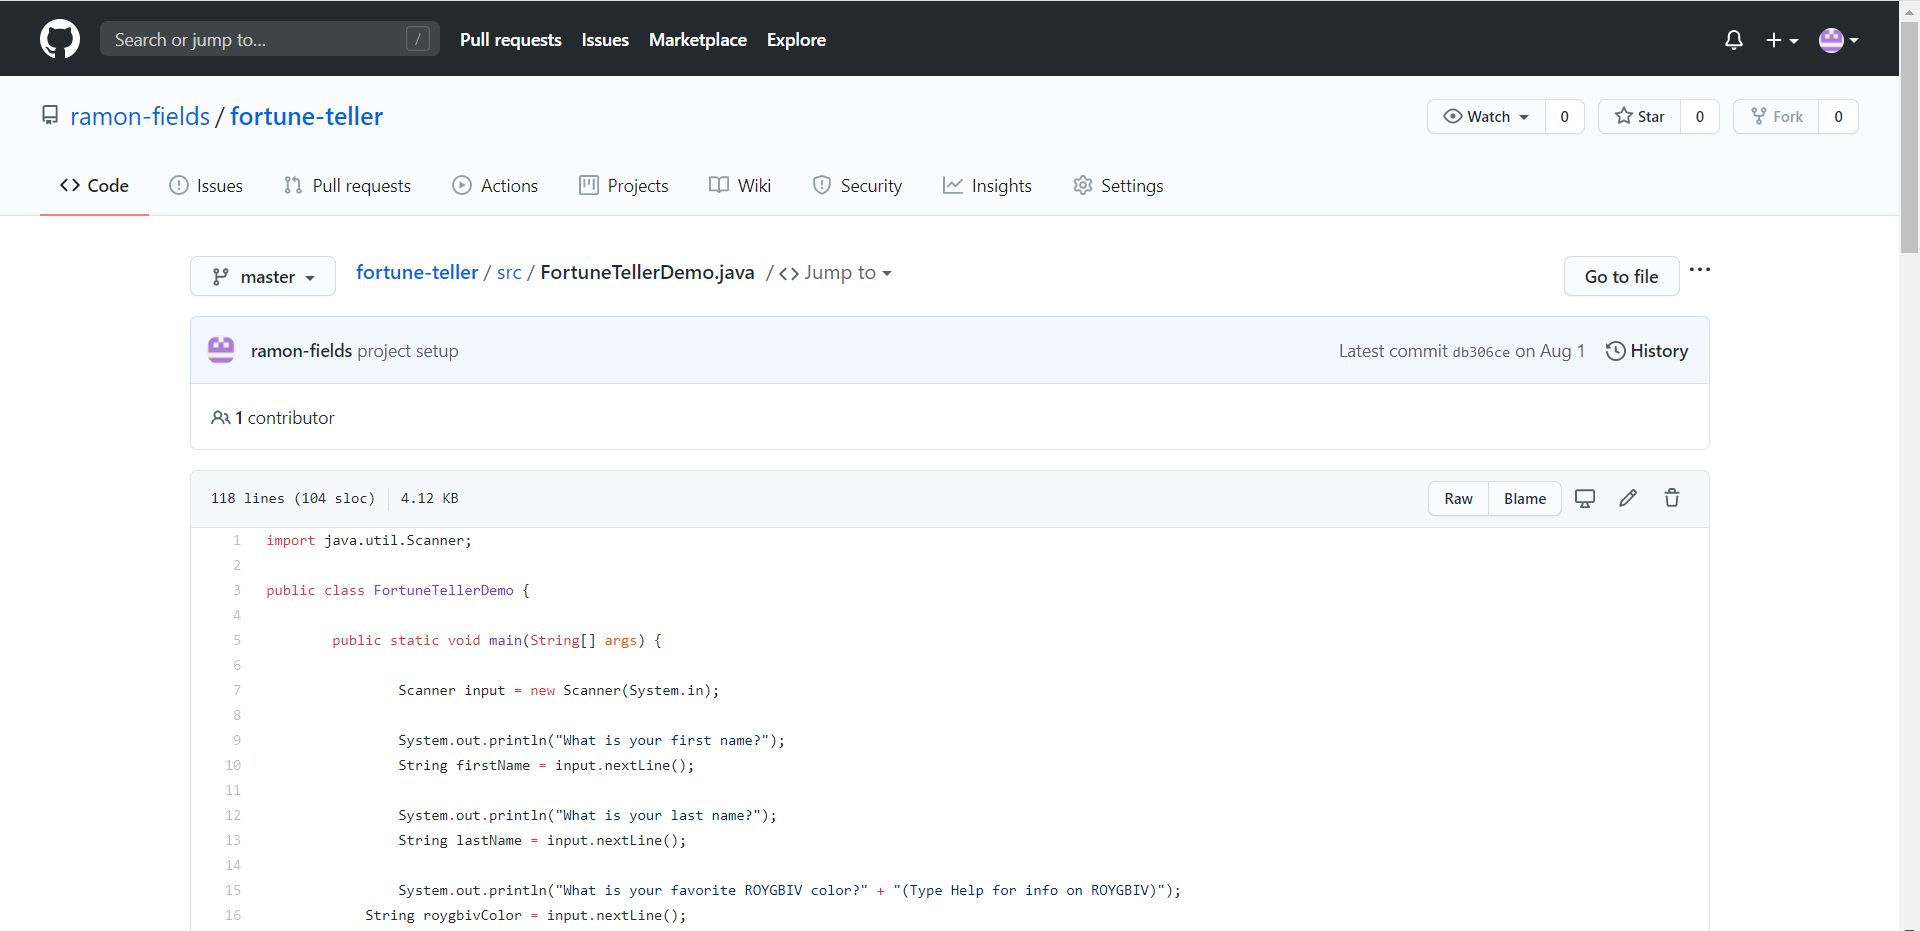 Search or jump to... /
Pull requests Issues Marketplace Explore
ramon-fields / fortune-teller
Watch 0 Star 0 Fork 0
Code Issues Pull requests Actions Projects Wiki Security Insights Settings
master fortune-teller / src / FortuneTellerDemo.java / <> Jump to Go to file ...
ramon-fields project setup Latest commit db306ce on Aug 1 History
1 contributor
118 lines (104 sloc) 4.12 KB Raw Blame
1 import java.util.Scanner;
2
3 public class FortuneTellerDemo {
4
5 public static void main(String[] args) {
6
7 Scanner input = new Scanner(System.in);
8
9 System.out.println("What is your first name?");
10 String firstName = input.nextLine();
11
12 System.out.println("What is your last name?");
13 String lastName = input.nextLine();
14
15 System.out.println("What is your favorite ROYGBIV color?" + "(Type Help for info on ROYGBIV)");
16 String roygbivColor = input.nextLine();